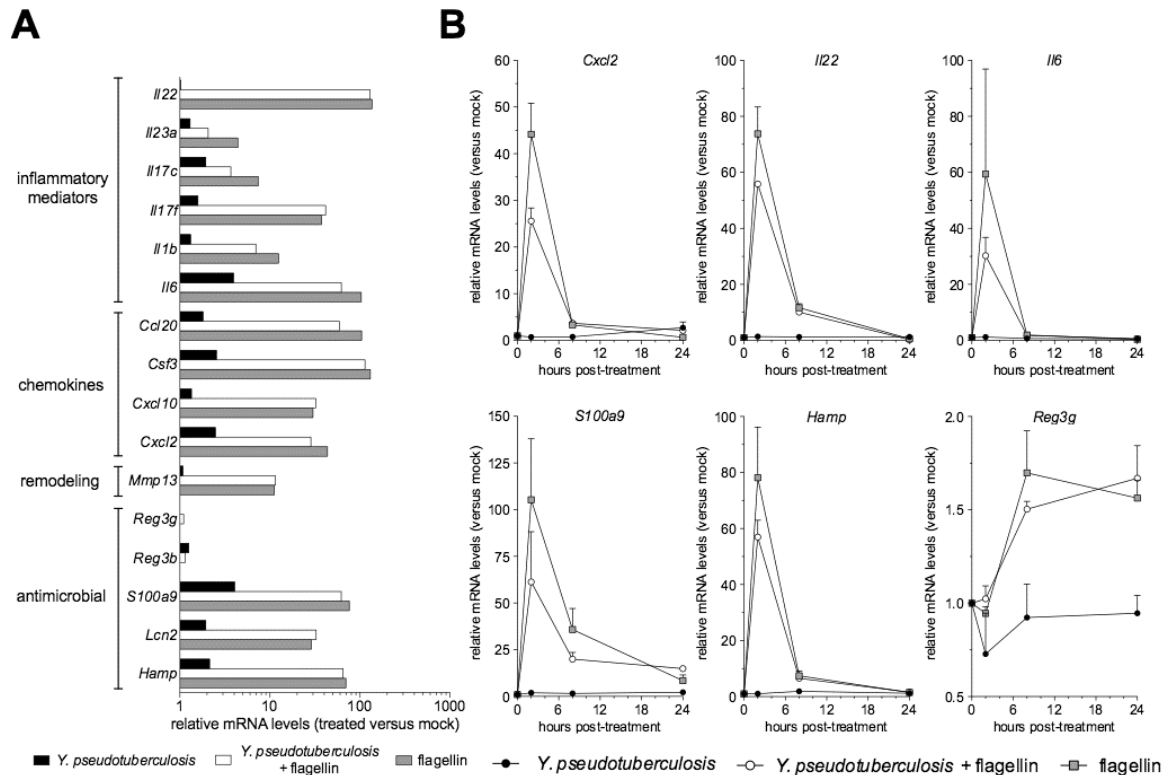 A
inflammatory
mediators
chemokines
remodeling
antimicrobial
Il22
Il23a
Il17c
Il17f
Il1b
Il6
Ccl20
Csf3
Cxcl10
Cxcl2
Mmp13
Reg3g
Reg3b
S100a9
Lcn2
Hamp
1 10 100 1000
relative mRNA levels (treated versus mock)
Y. pseudotuberculosis
Y. pseudotuberculosis
+ flagellin
flagellin
B
Cxcl2
60
50
40
30
20
10
0
relative mRNA levels (versus mock)
0 6 12 18 24
hours post-treatment
Il22
100
80
60
40
20
0
relative mRNA levels (versus mock)
0 6 12 18 24
hours post-treatment
Il6
100
80
60
40
20
0
relative mRNA levels (versus mock)
0 6 12 18 24
hours post-treatment
S100a9
150
125
100
75
50
25
0
relative mRNA levels (versus mock)
0 6 12 18 24
hours post-treatment
Hamp
100
80
60
40
20
0
relative mRNA levels (versus mock)
0 6 12 18 24
hours post-treatment
Reg3g
2.0
1.5
1.0
0.5
relative mRNA levels (versus mock)
0 6 12 18 24
hours post-treatment
Y. pseudotuberculosis
Y. pseudotuberculosis + flagellin
flagellin